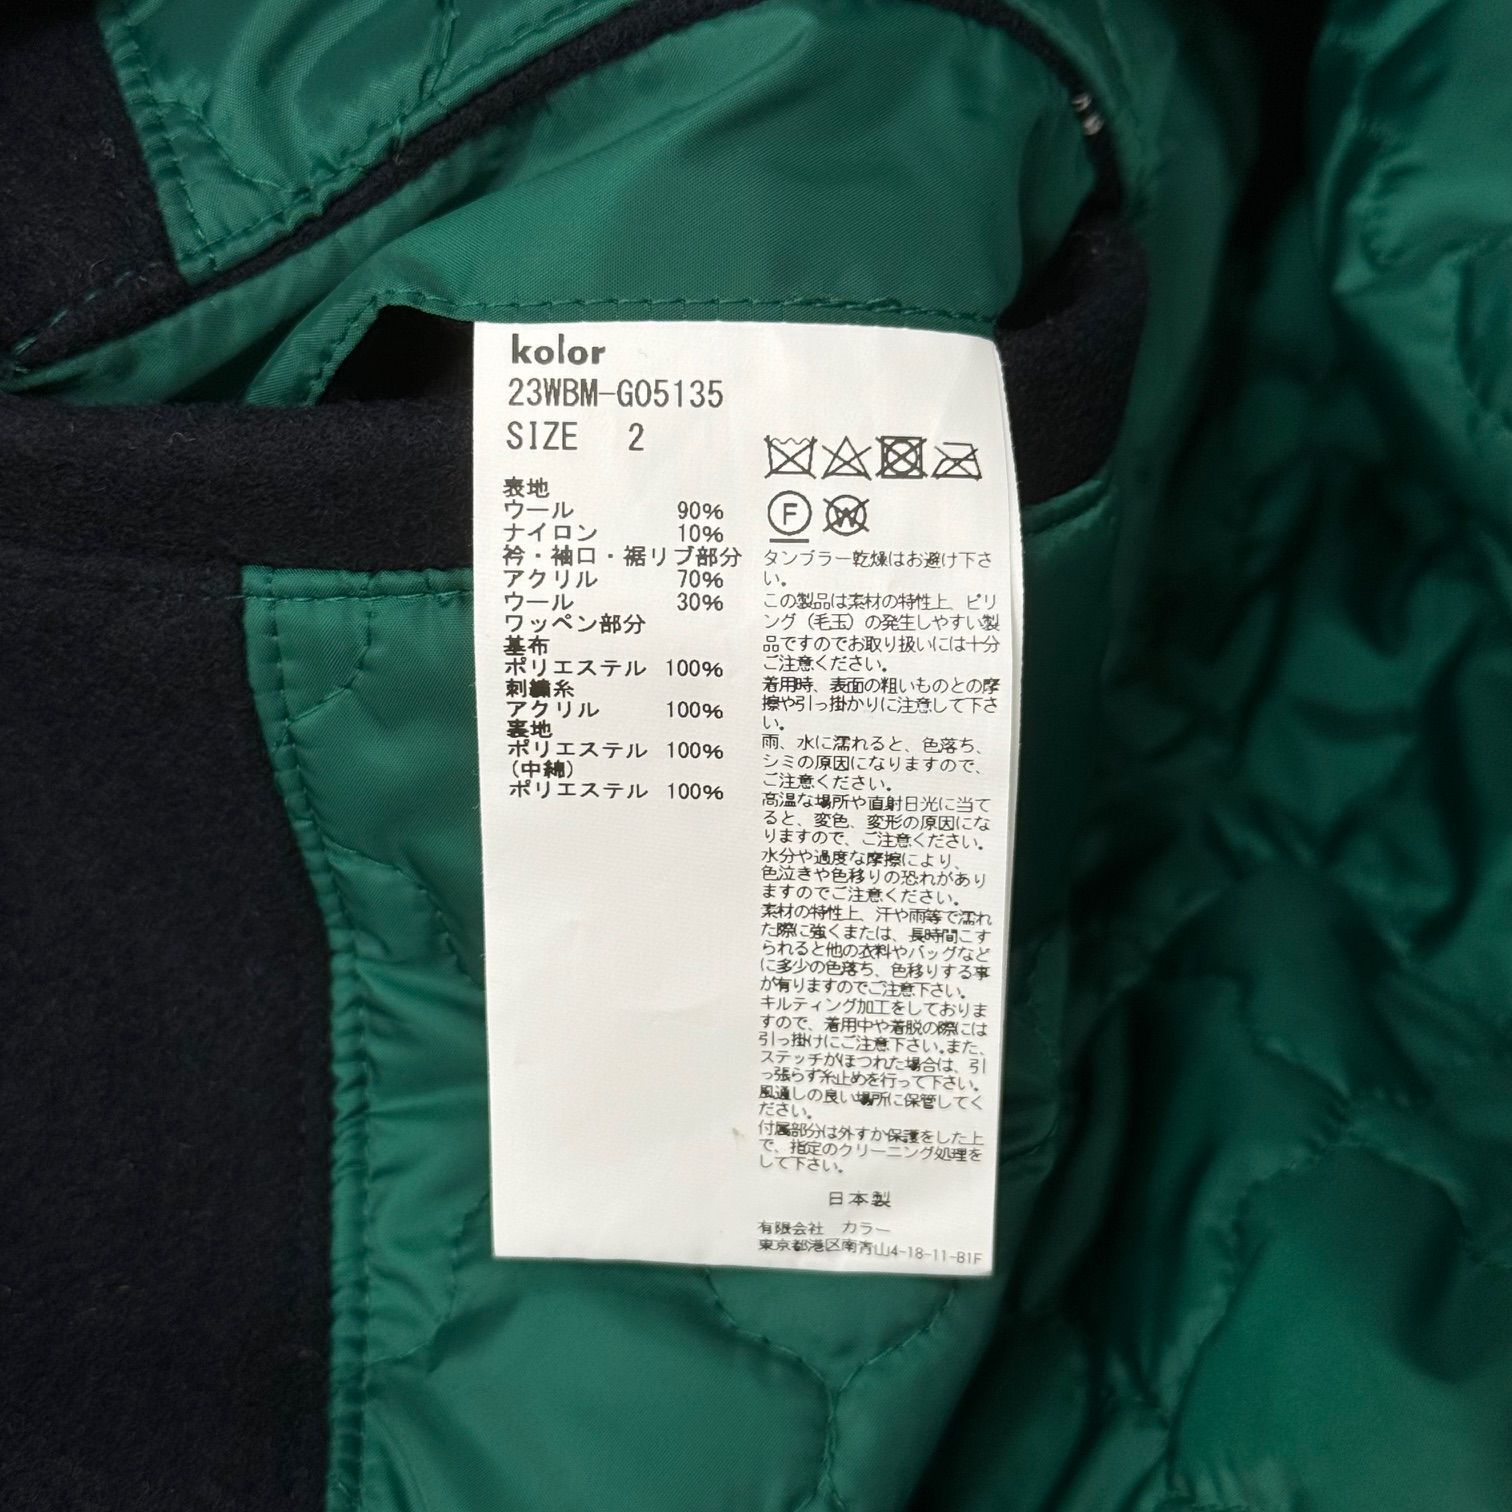 kolor
23WBM-G05135
SIZE 2
表地
ウール 90%
ナイロン 10%
衿・袖口・裾リブ部分
アクリル 70%
ウール 30%
ワッペン部分
基布
ポリエステル 100%
刺繍糸
アクリル 100%
裏地
ポリエステル 100%
(中綿)
ポリエステル 100%
F
W
タンブラー乾燥はお避け下さ
い。
この製品は素材の特性上、ピリ
ング(毛玉)の発生しやすい製
品ですのでお取り扱いには十分
ご注意ください。
着用時、表面の粗いものとの摩
擦や引っ掛かりに注意して下さ
い。
雨、水に濡れると、色落ち、
シミの原因になりますので、
ご注意ください。
高温な場所や直射日光に当て
ると、変色、変形の原因にな
りますので、ご注意ください。
水分や過度な摩擦により、
色泣きや色移りの恐れがあり
ますのでご注意ください。
素材の特性上、汗や雨等で濡れ
た際に強くまたは、長時間こす
られると他の衣料やバッグなど
に多少の色落ち、色移りする事
が有りますのでご注意下さい。
キルティング加工をしておりま
すので、着用中や着脱の際には
引っ掛けにご注意下さい。また、
ステッチがほつれた場合は、引
っ張らず糸止めを行って下さい。
風通しの良い場所に保管してく
ださい。
付属部分は外すか保護をした上
で、指定のクリーニング処理を
して下さい。
日本製
有限会社 カラー
東京都港区南青山4-18-11-B1F